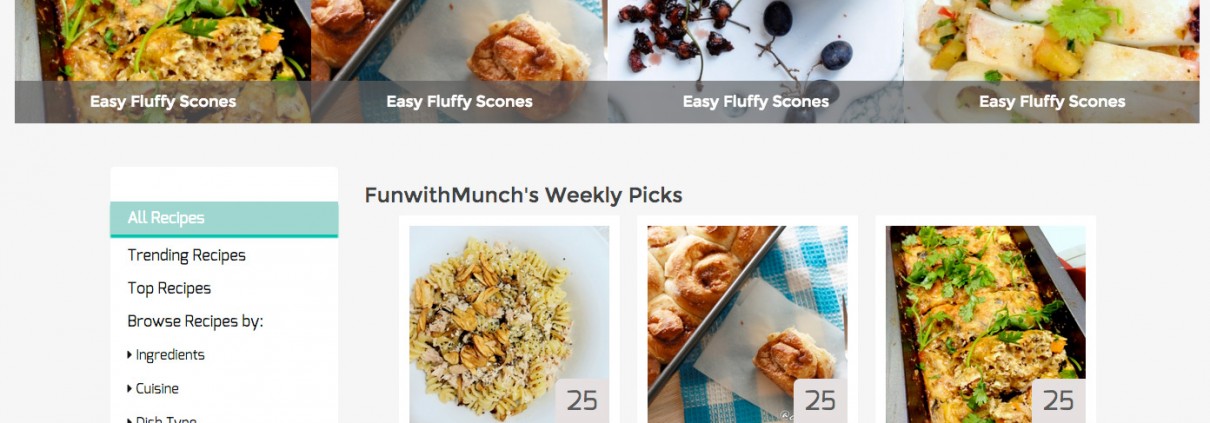 Easy Fluffy Scones
Easy Fluffy Scones
Easy Fluffy Scones
Easy Fluffy Scones
FunwithMunch's Weekly Picks
All Recipes
Trending Recipes
Top Recipes
Browse Recipes by:
Ingredients
Cuisine
Dish Type
25
25
25